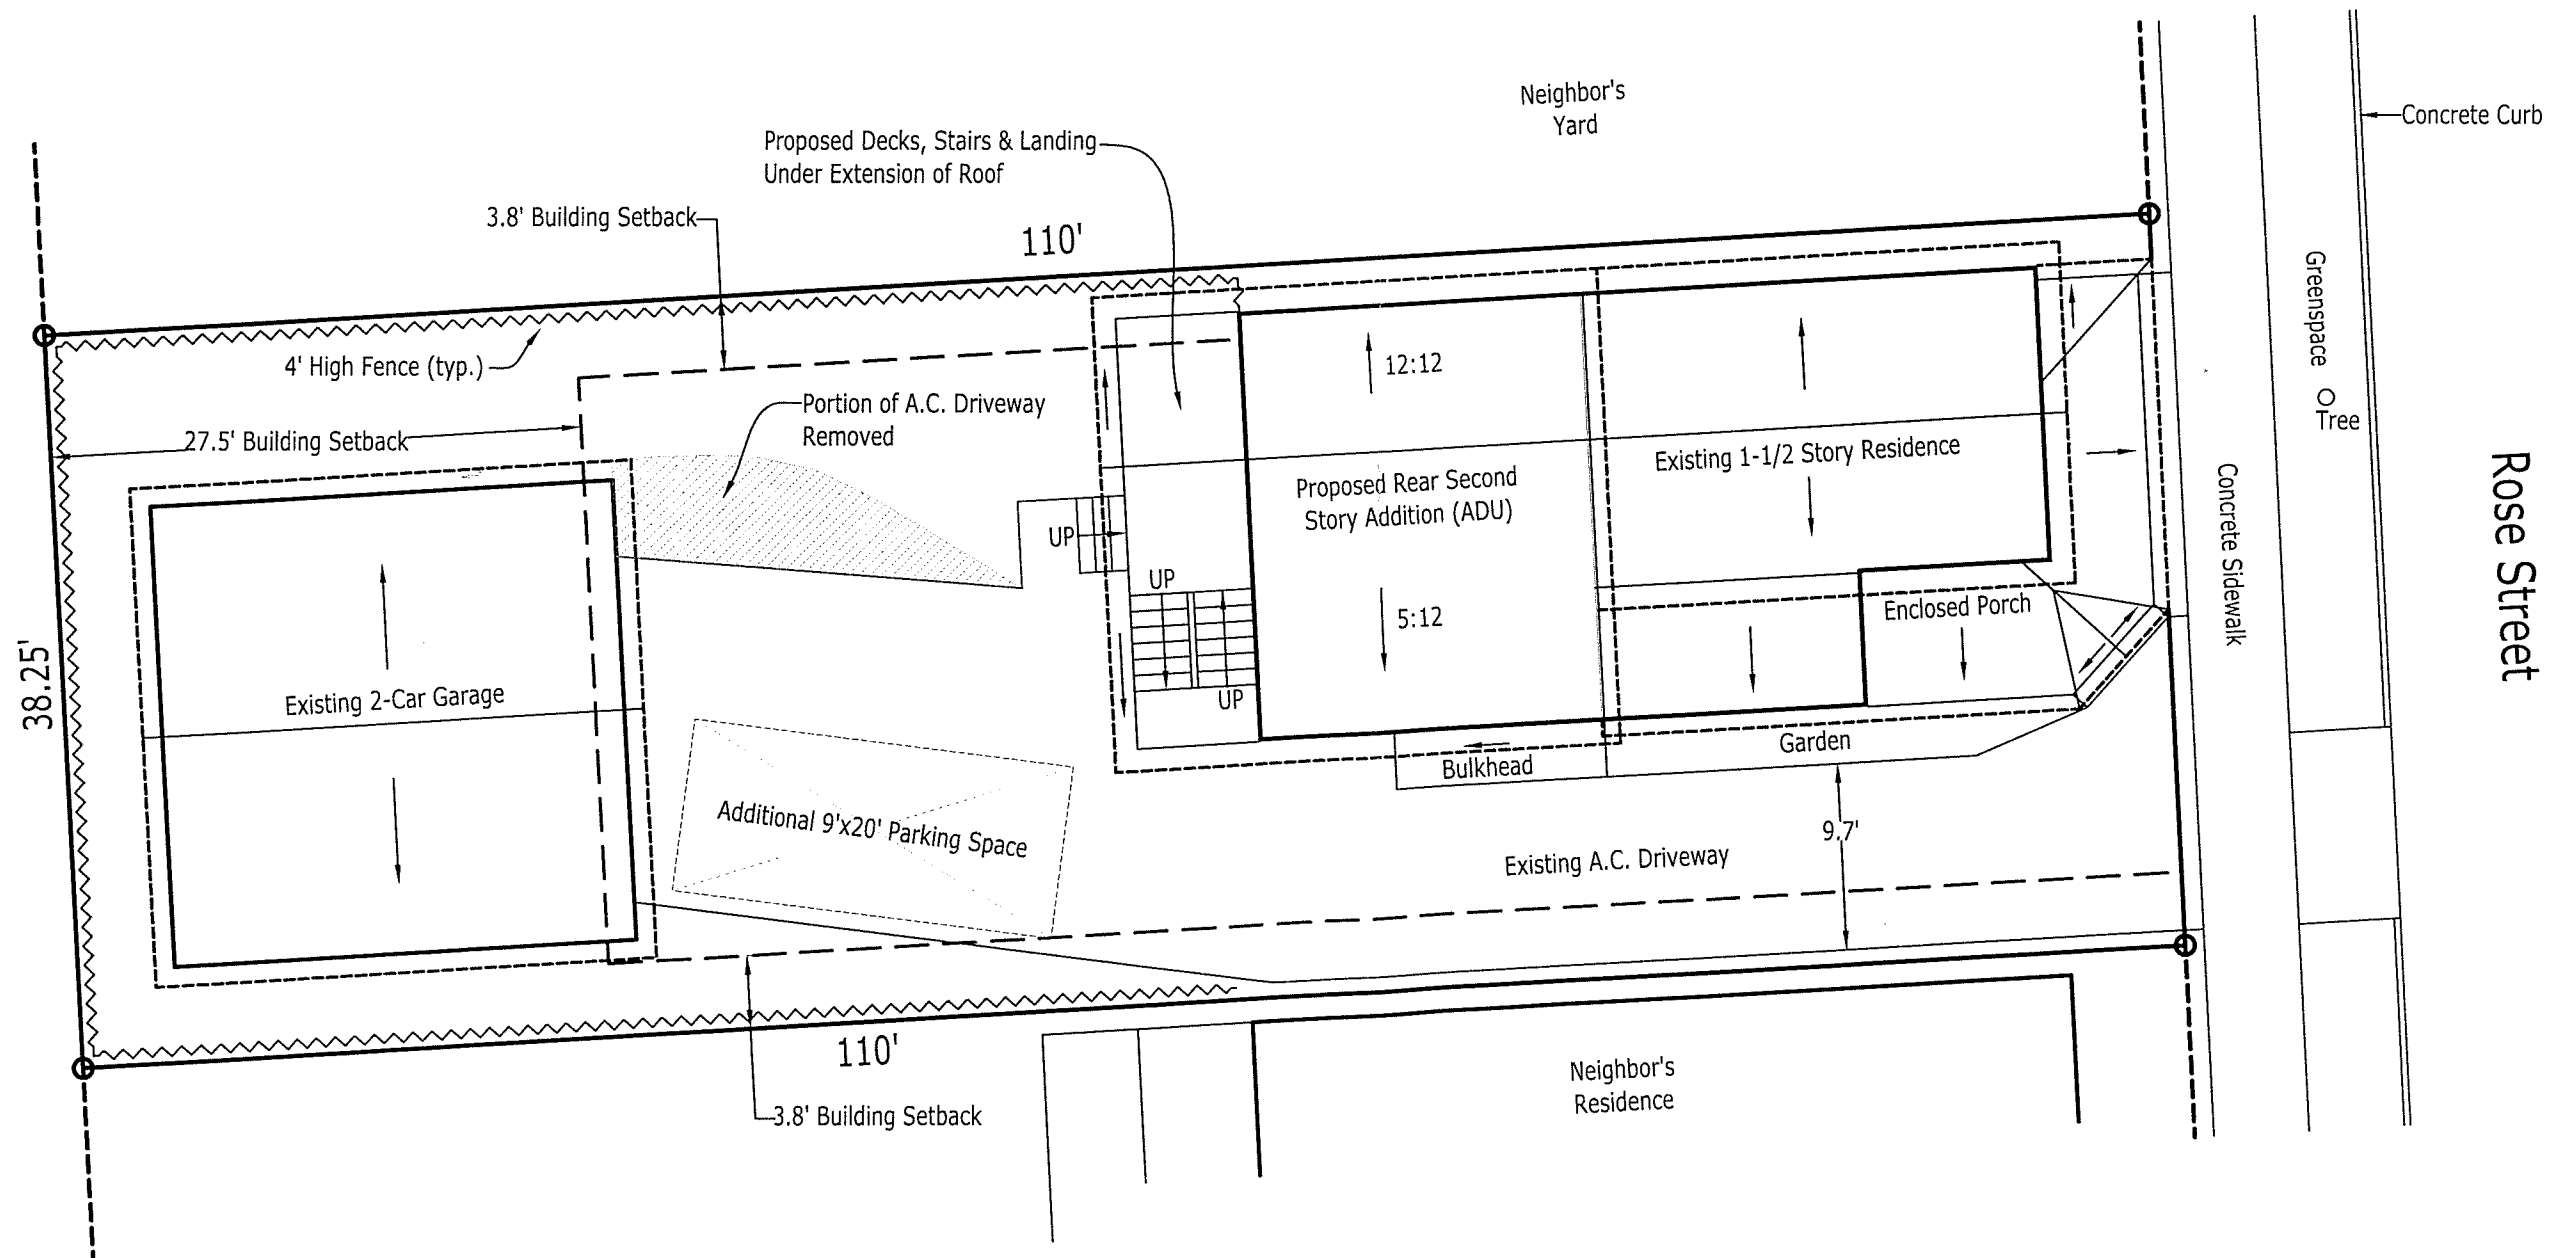 Neighbor's
Yard
Concrete Curb
Proposed Decks, Stairs & Landing
Under Extension of Roof
3.8' Building Setback
110'
4' High Fence (typ.)
Greenspace
Tree
12:12
Portion of A.C. Driveway
Removed
27.5' Building Setback
Existing 1-1/2 Story Residence
Proposed Rear Second
Story Addition (ADU)
Concrete Sidewalk
Rose Street
UP
UP
UP
5:12
Enclosed Porch
38.25'
Existing 2-Car Garage
Garden
Bulkhead
Additional 9'x20' Parking Space
9.7'
Existing A.C. Driveway
110'
3.8' Building Setback
Neighbor's
Residence